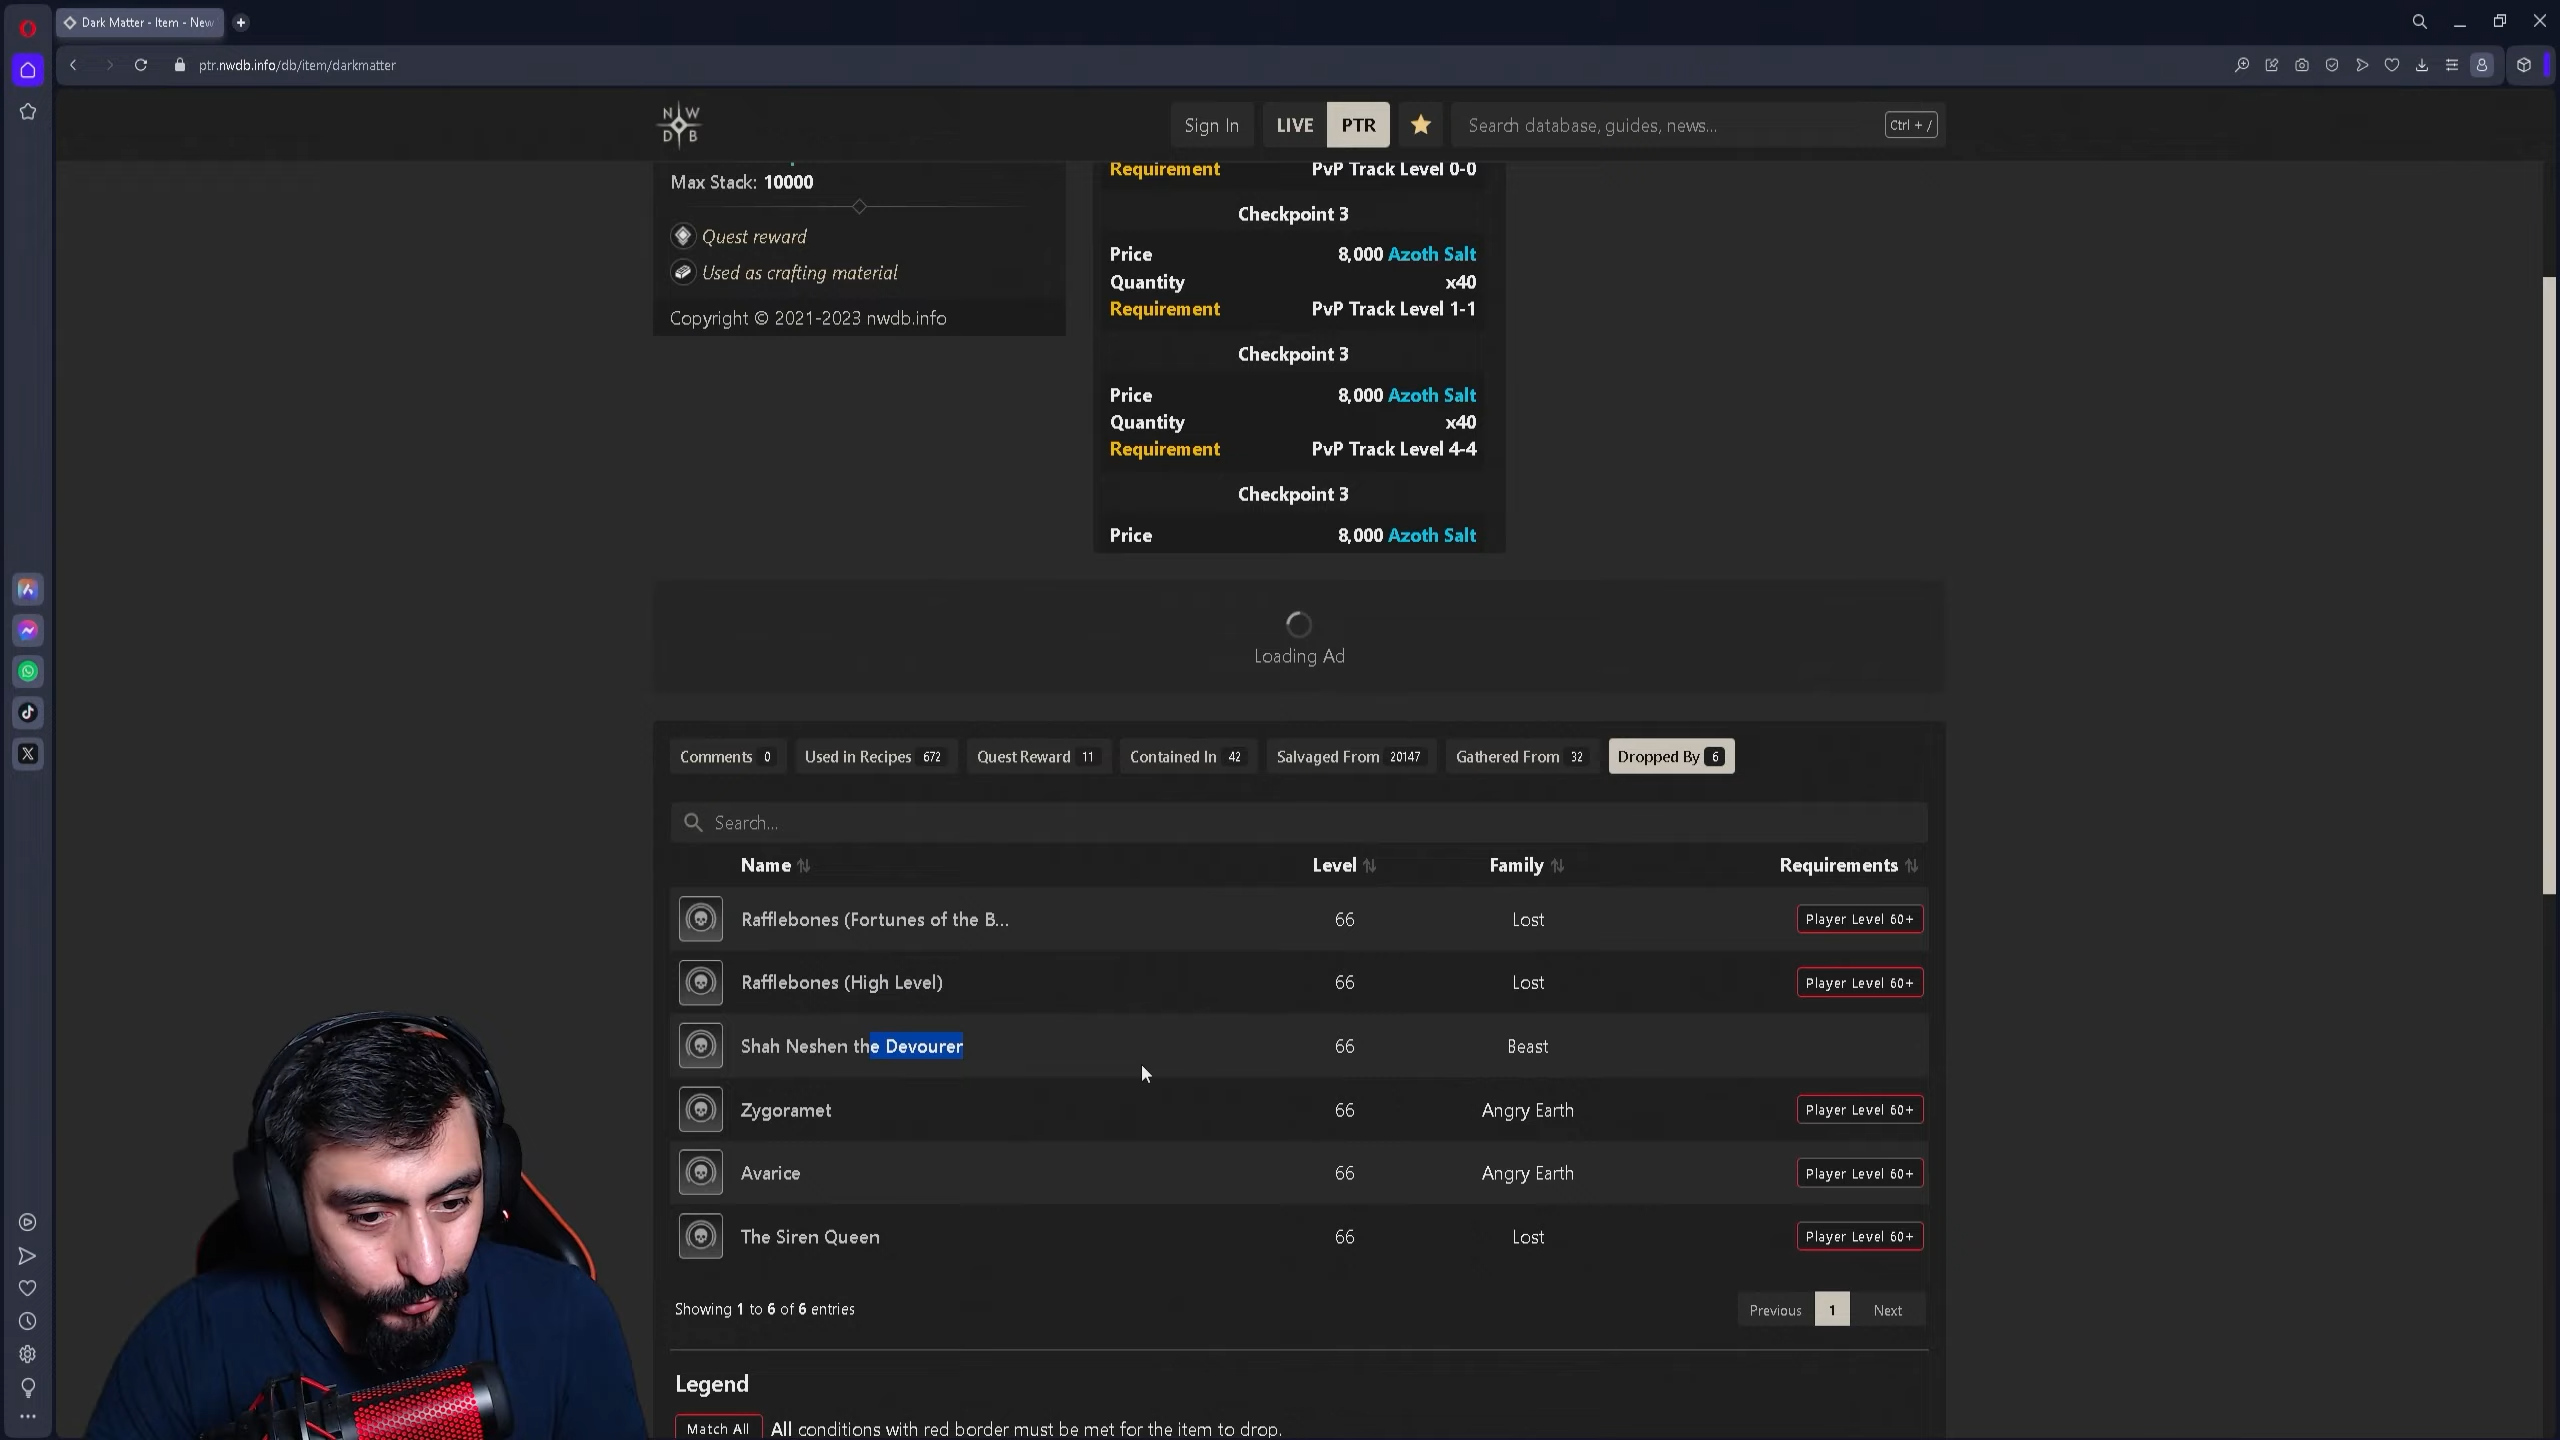 Dark Matter - Item - New
ptr.nwdb.info/db/item/darkmatter
N W D B
Sign In
LIVE
PTR
Search database, guides, news...
Ctrl + /
Max Stack: 10000
Quest reward
Used as crafting material
Copyright © 2021-2023 nwdb.info
Requirement PvP Track Level 0-0
Checkpoint 3
Price 8,000 Azoth Salt
Quantity x40
Requirement PvP Track Level 1-1
Checkpoint 3
Price 8,000 Azoth Salt
Quantity x40
Requirement PvP Track Level 4-4
Checkpoint 3
Price 8,000 Azoth Salt
Loading Ad
Comments 0 Used in Recipes 672 Quest Reward 11 Contained In 42 Salvaged From 20147 Gathered From 32 Dropped By 6
Search...
Name Level Family Requirements
Rafflebones (Fortunes of the B... 66 Lost Player Level 60+
Rafflebones (High Level) 66 Lost Player Level 60+
Shah Neshen the Devourer 66 Beast
Zygoramet 66 Angry Earth Player Level 60+
Avarice 66 Angry Earth Player Level 60+
The Siren Queen 66 Lost Player Level 60+
Showing 1 to 6 of 6 entries
Previous 1 Next
Legend
Match All All conditions with red border must be met for the item to drop.